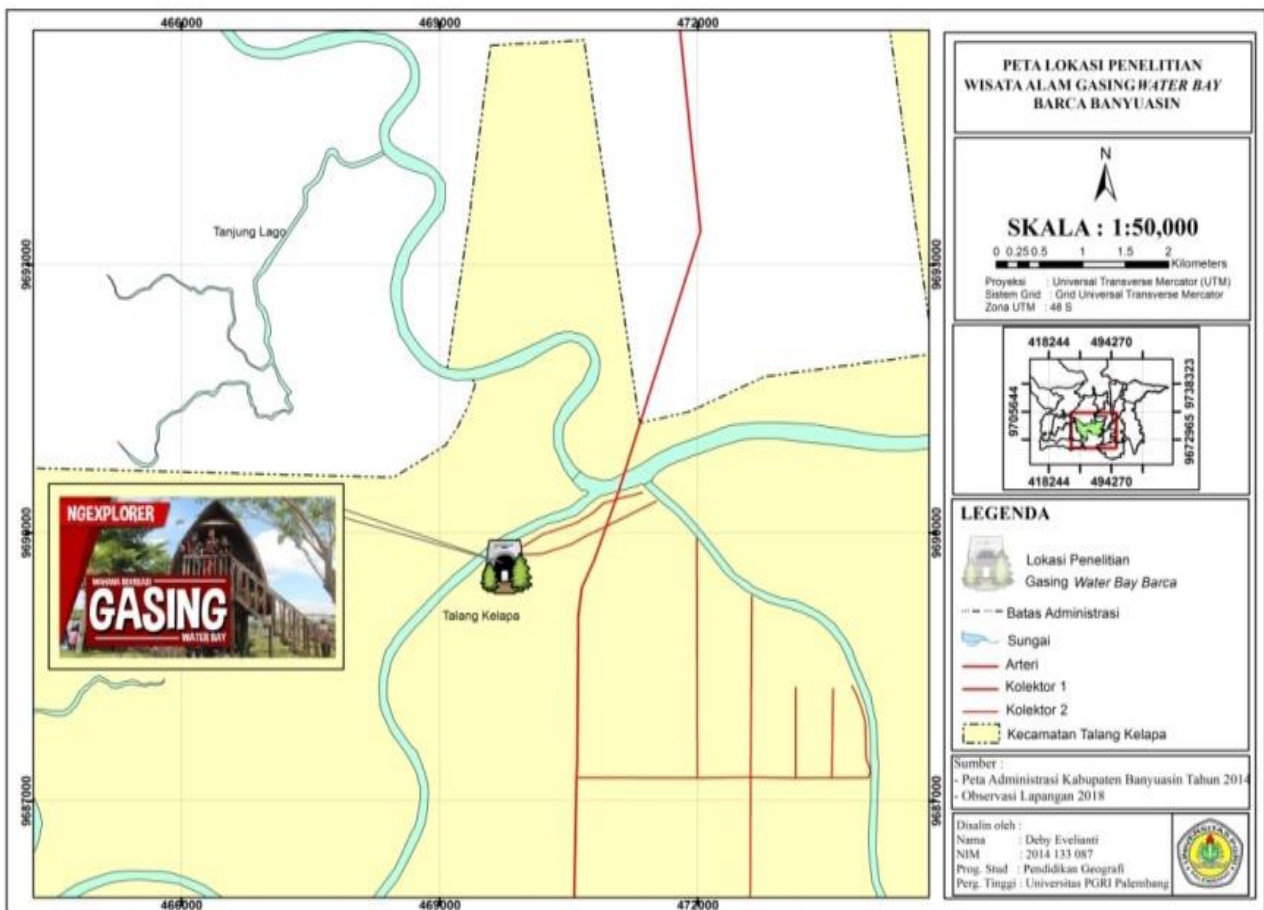 466000 469000 472000
9693000 9693000
9690000 9690000
9687000 9687000
466000 469000 472000
Tanjung Lago
Talang Kelapa
NGEXPLORER
WAHANA REKREASI
GASING
WATER BAY
PETA LOKASI PENELITIAN
WISATA ALAM GASING WATER BAY
BARCA BANYUASIN
N
SKALA : 1:50,000
0 0.25 0.5 1 1.5 2
Kilometers
Proyeksi : Universal Transverse Mercator (UTM)
Sistem Grid : Grid Universal Transverse Mercator
Zona UTM : 48 S
418244 494270
9705644 9738323
9672965
418244 494270
LEGENDA
Lokasi Penelitian
Gasing Water Bay Barca
Batas Administrasi
Sungai
Arteri
Kolektor 1
Kolektor 2
Kecamatan Talang Kelapa
Sumber :
- Peta Administrasi Kabupaten Banyuasin Tahun 2014
- Observasi Lapangan 2018
Disalin oleh :
Nama : Deby Evelianti
NIM : 2014 133 087
Prog. Stud : Pendidikan Geografi
Perg. Tinggi : Universitas PGRI Palembang
UNIVERSITAS PGRI
PALEMBANG